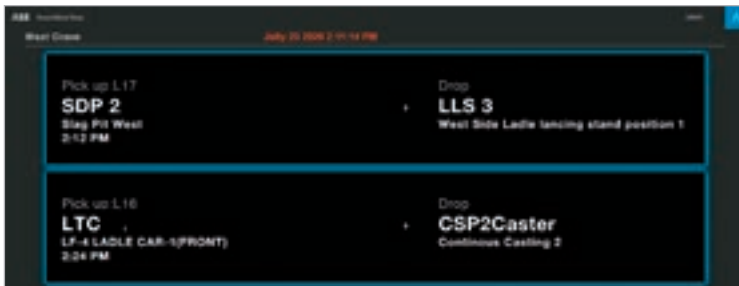 ABB
West Crane
Pick up L17
SDP 2
Slag Pit West
2:12 PM
Drop
LLS 3
West Side Ladle lancing stand position 1
Pick up L16
LTC
LF-4 LADLE CAR-1(FRONT)
2:24 PM
Drop
CSP2Caster
Continous Casting 2